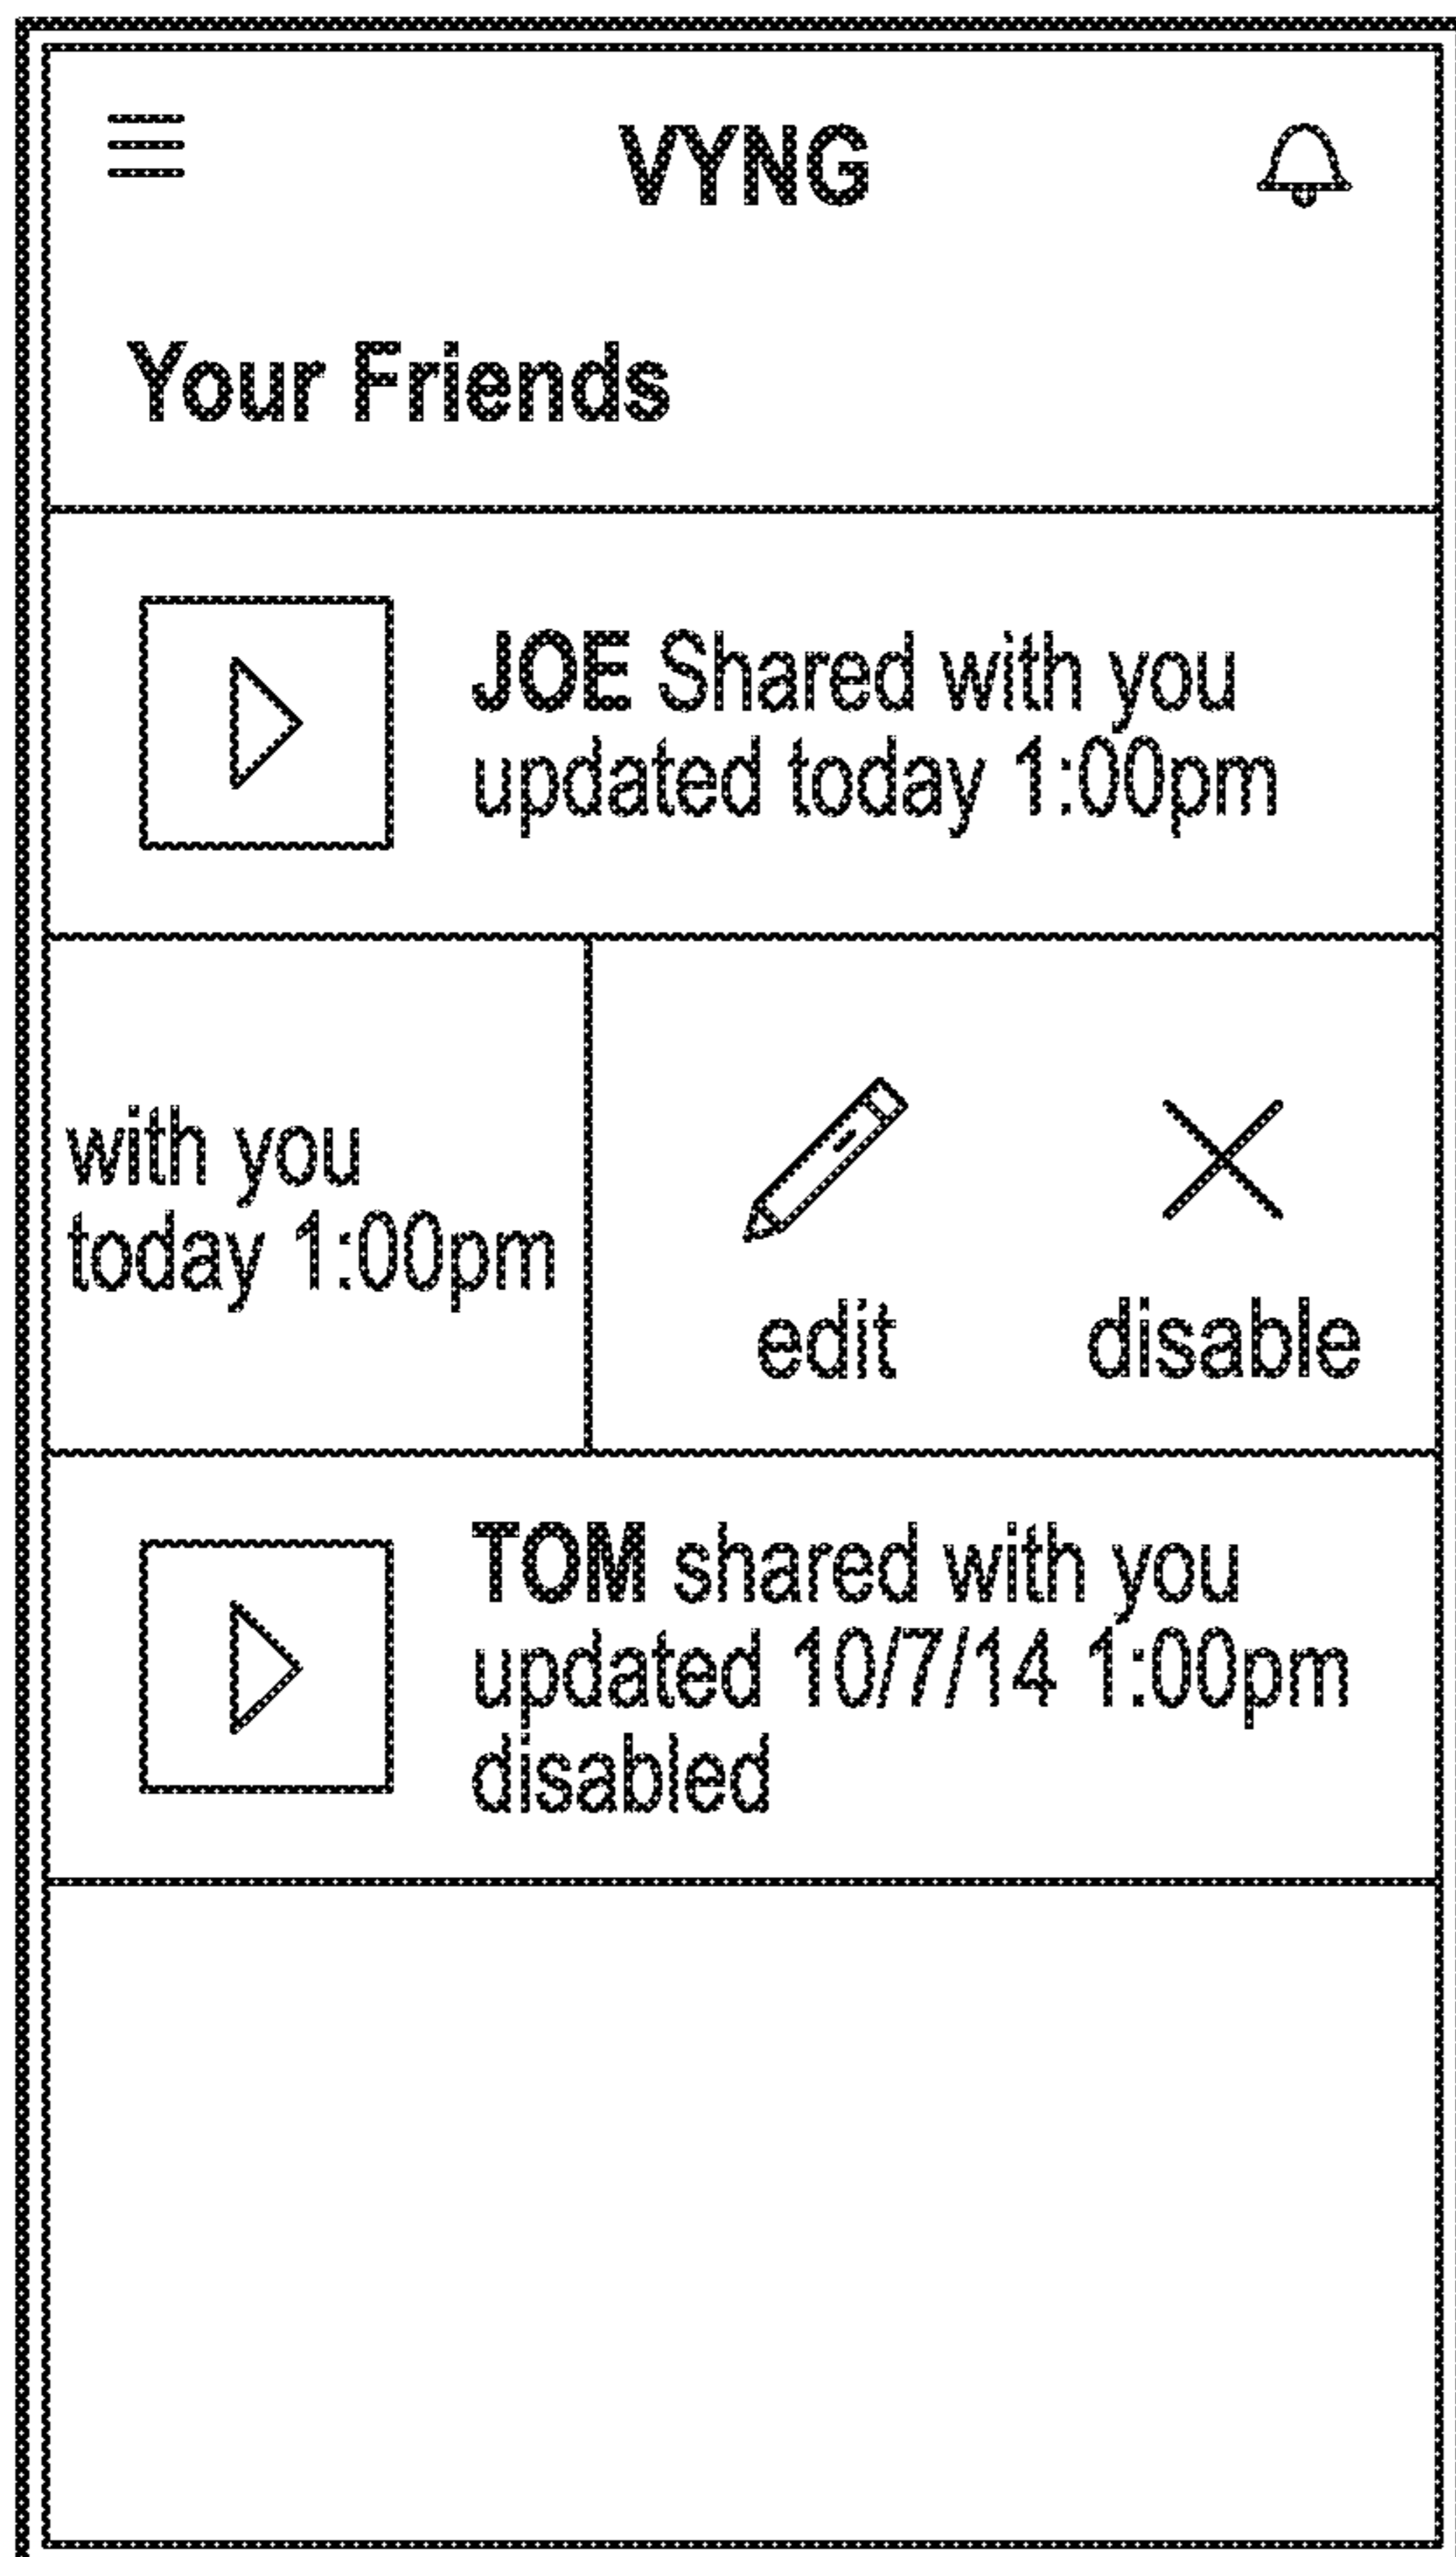 VYNG
Your Friends
JOE Shared with you
updated today 1:00pm
with you
today 1:00pm
edit
disable
TOM shared with you
updated 10/7/14 1:00pm
disabled